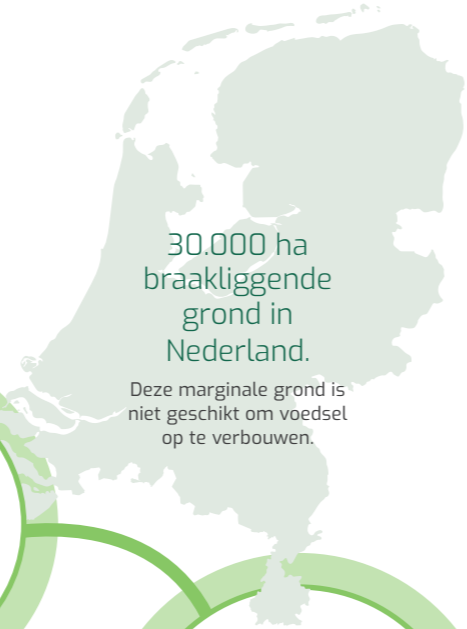 30.000 ha
braakliggende
grond in
Nederland.
Deze marginale grond is
niet geschikt om voedsel
op te verbouwen.